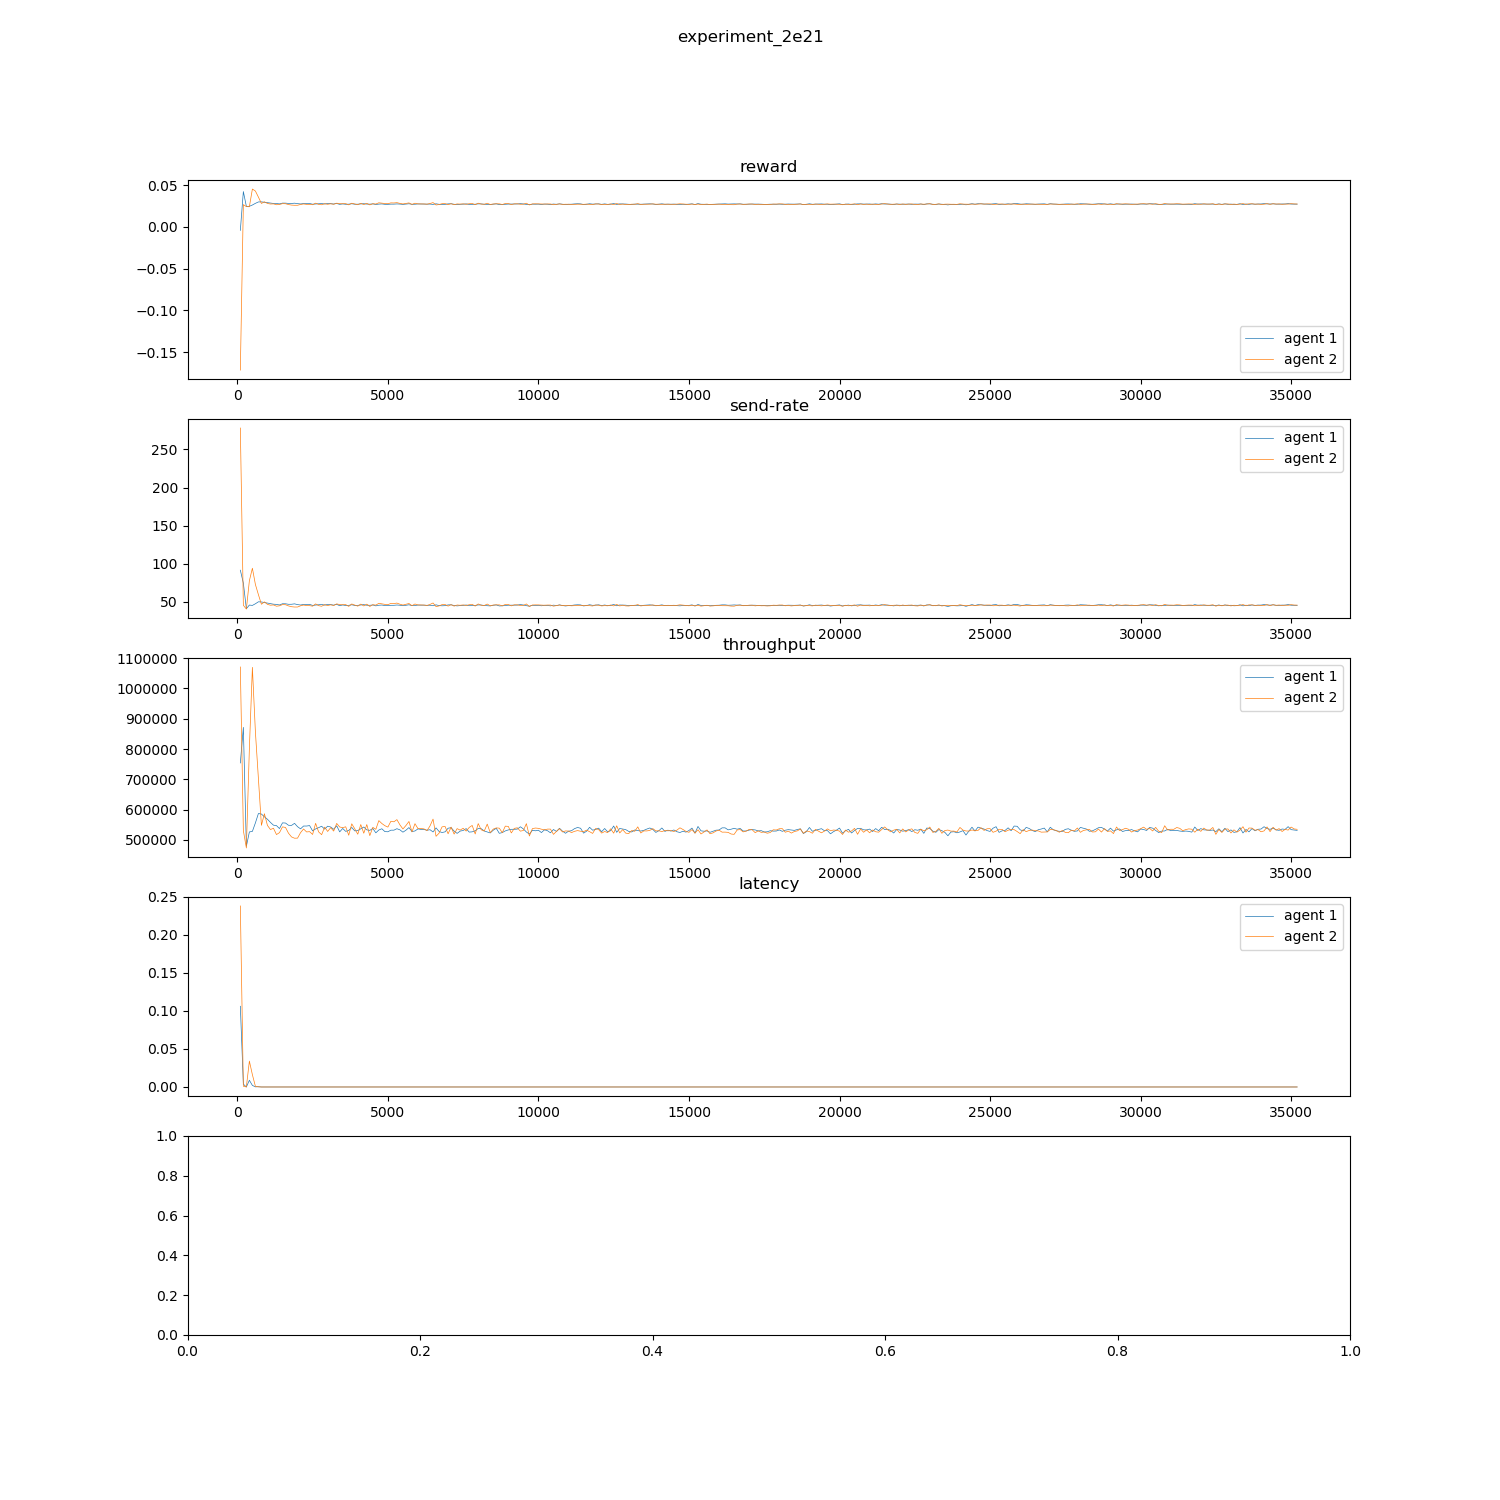 experiment_2e21
reward
0.05
0.00
−0.05
−0.10
−0.15
agent 1
agent 2
0 5000 10000 15000 20000 25000 30000 35000
send-rate
250
200
150
100
50
agent 1
agent 2
0 5000 10000 15000 20000 25000 30000 35000
throughput
1100000
1000000
900000
800000
700000
600000
500000
agent 1
agent 2
0 5000 10000 15000 20000 25000 30000 35000
latency
0.25
0.20
0.15
0.10
0.05
0.00
agent 1
agent 2
0 5000 10000 15000 20000 25000 30000 35000
1.0
0.8
0.6
0.4
0.2
0.0
0.0 0.2 0.4 0.6 0.8 1.0